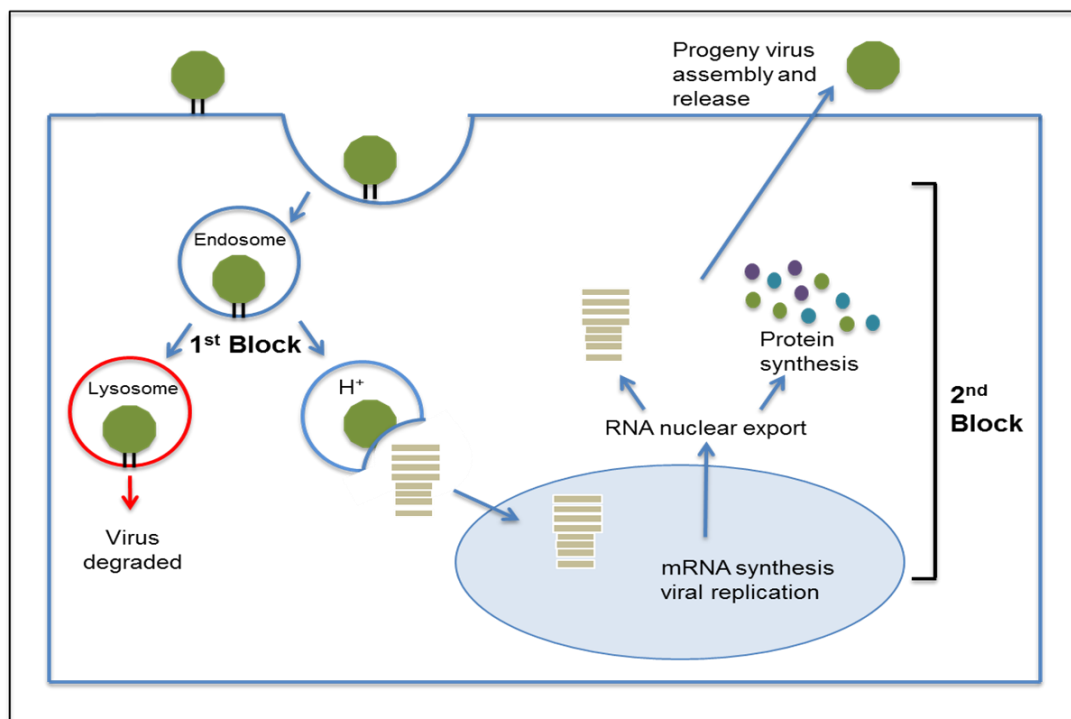 Progeny virus
assembly and
release
Endosome
1st Block
Lysosome
H+
Virus
degraded
Protein
synthesis
RNA nuclear export
mRNA synthesis
viral replication
2nd
Block